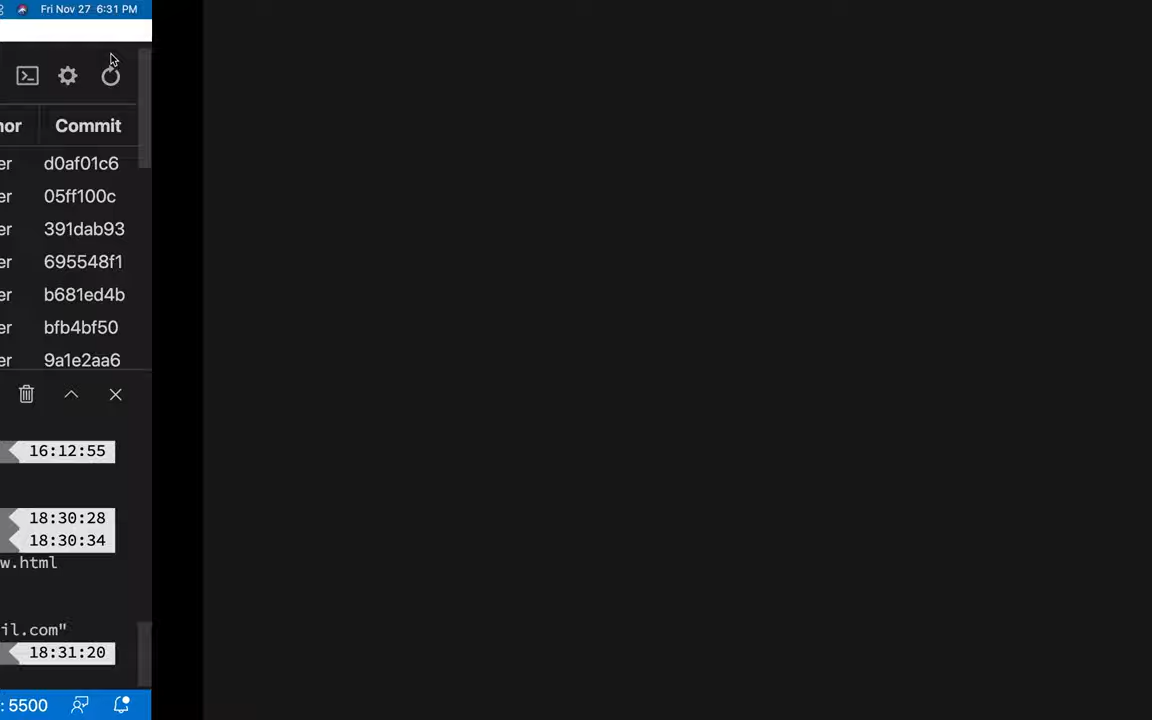 Fri Nov 27 6:31 PM
nor Commit
er d0af01c6
er 05ff100c
er 391dab93
er 695548f1
er b681ed4b
er bfb4bf50
er 9a1e2aa6
16:12:55
18:30:28
18:30:34
w.html
il.com"
18:31:20
: 5500